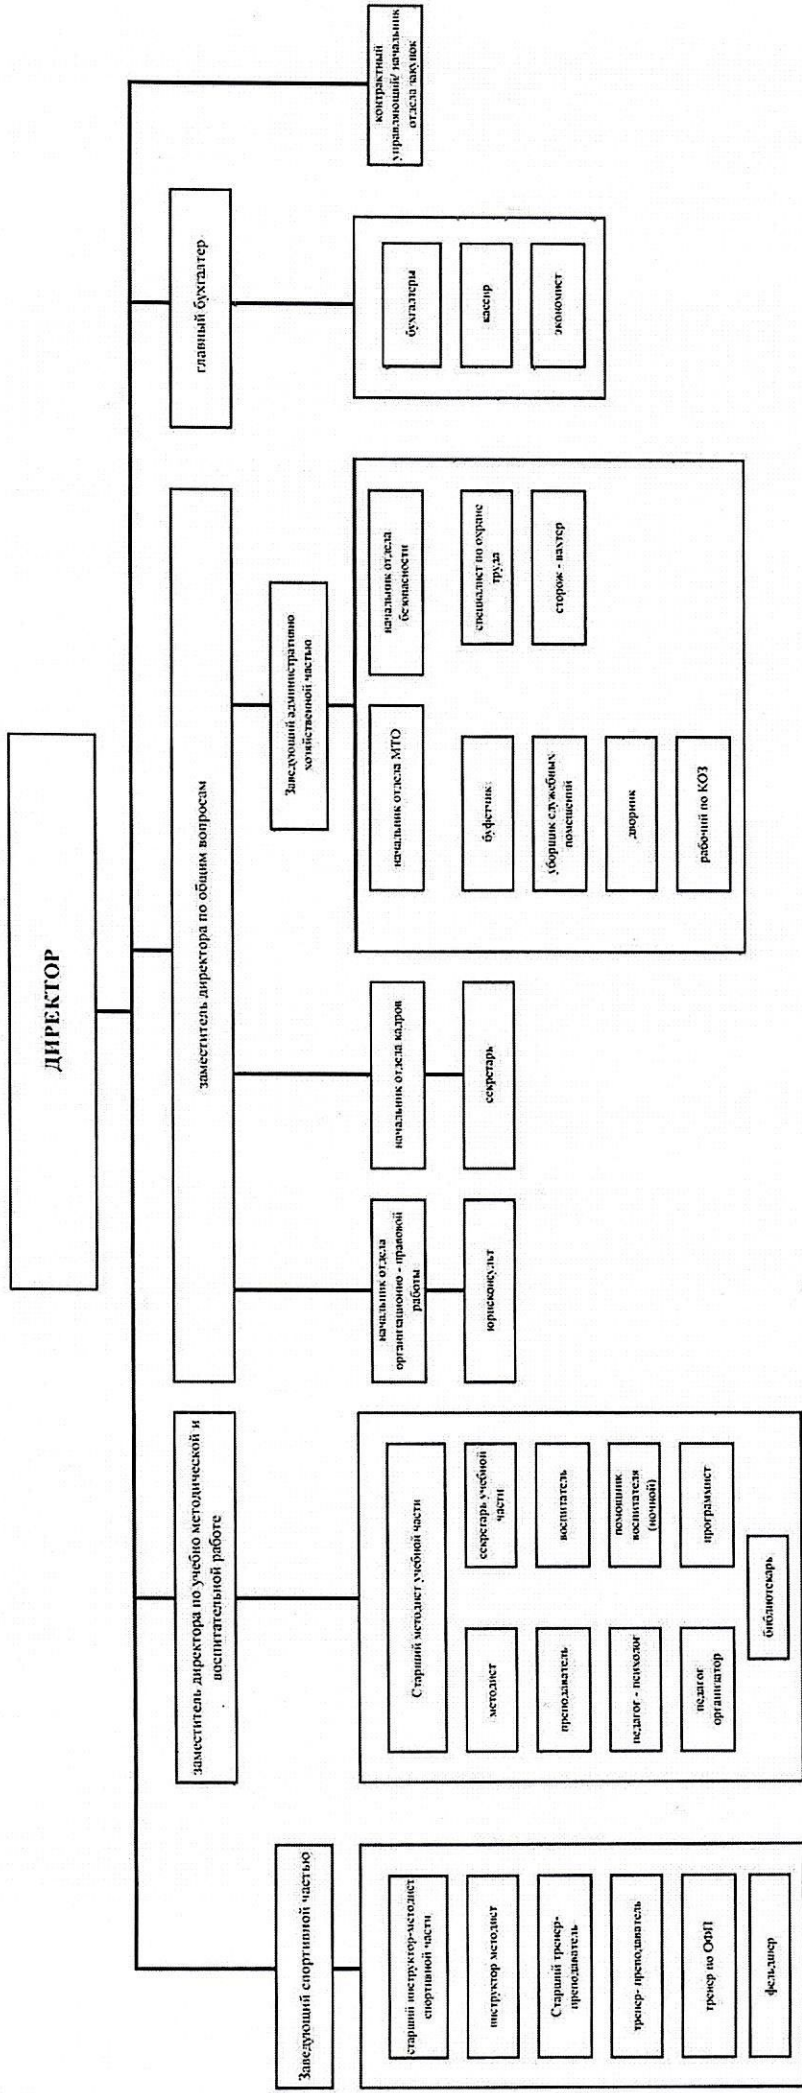 ДИРЕКТОР
Заведующий спортивной частью
старший инструктор-методист
спортивной части
инструктор методист
Старший тренер-
преподаватель
тренер- преподаватель
тренер по ОФП
фельдшер
заместитель директора по учебно методической и
воспитательной работе
Старший методист учебной части
методист
секретарь учебной
части
преподаватель
воспитатель
педагог - психолог
помощник
воспитателя
(ночной)
педагог
организатор
программист
библиотекарь
заместитель директора по общим вопросам
начальник отдела
организационно - правовой
работы
юрисконсульт
начальник отдела кадров
секретарь
Заведующий административно
хозяйственной частью
начальник отдела МТО
начальник отдела
безопасности
буфетчик
специалист по охране
труда
уборщик служебных
помещений
сторож - вахтер
дворник
рабочий по КОЗ
главный бухгалтер
бухгалтеры
кассир
экономист
контрактный
управляющий/ начальник
отдела закупок